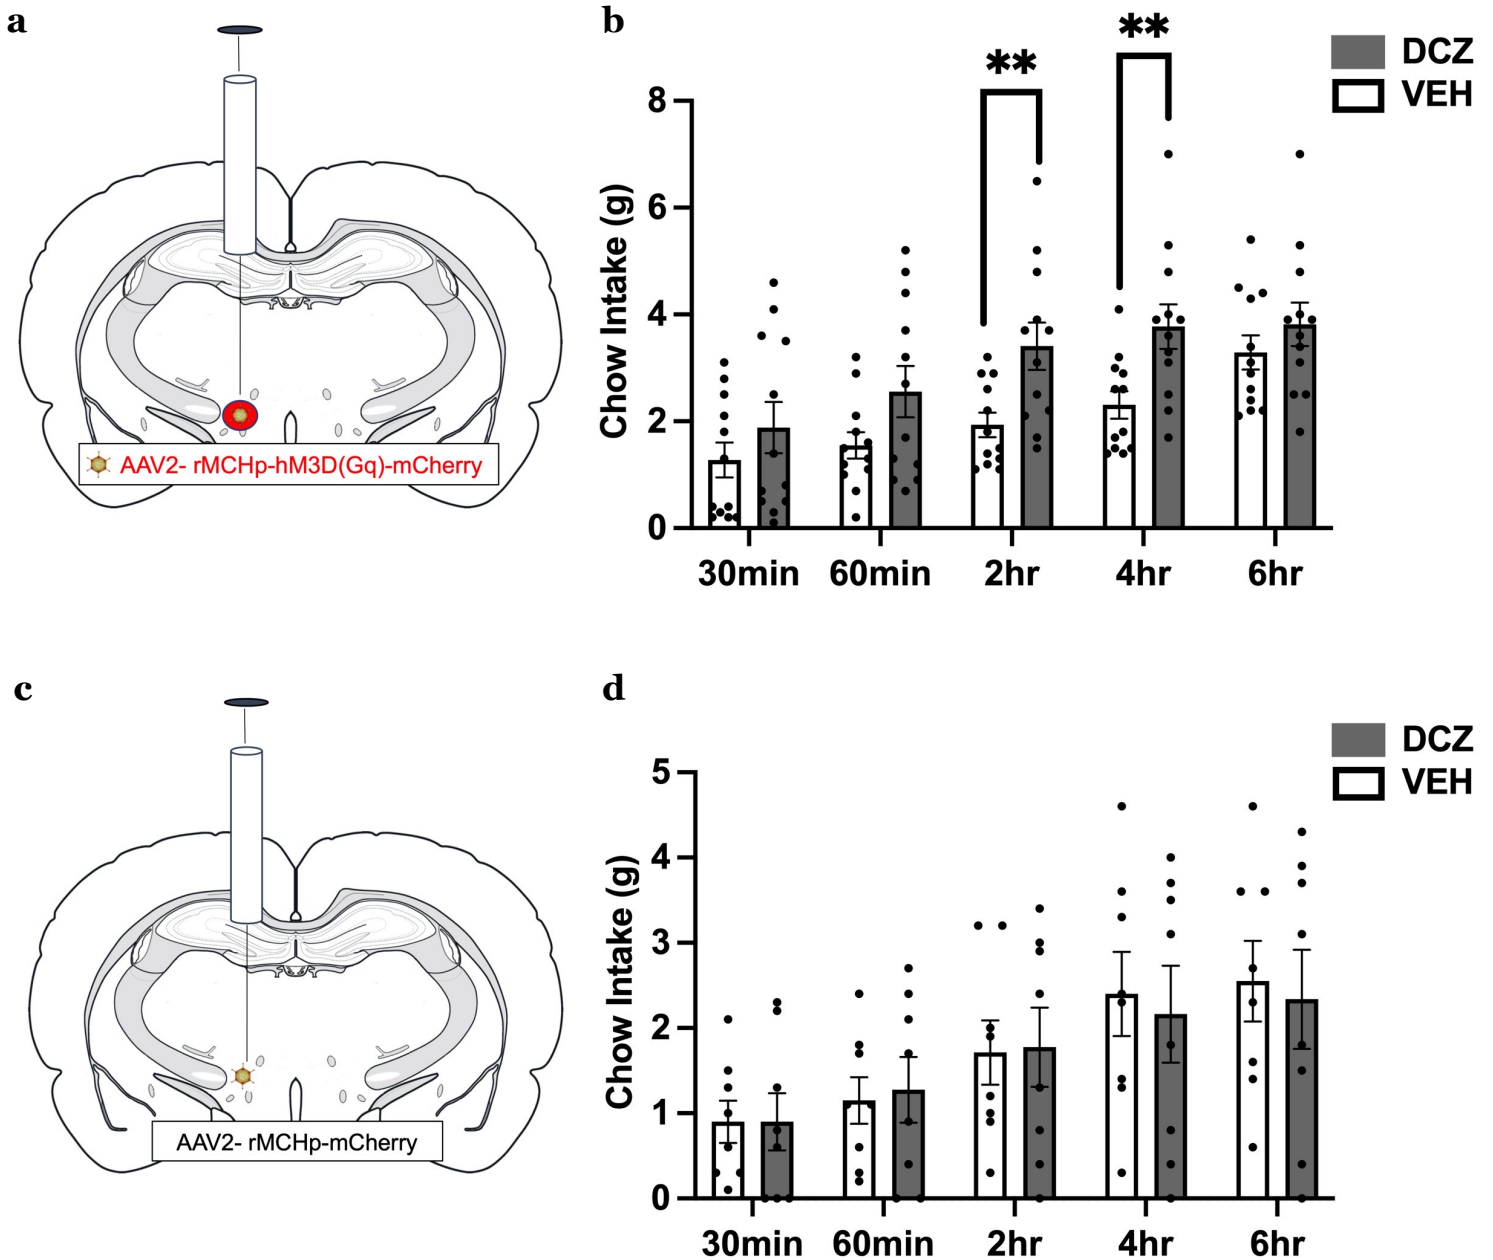 a
AAV2- rMCHp-hM3D(Gq)-mCherry
b
**
**
DCZ
VEH
Chow Intake (g)
8
6
4
2
0
30min 60min 2hr 4hr 6hr
c
AAV2- rMCHp-mCherry
d
DCZ
VEH
Chow Intake (g)
5
4
3
2
1
0
30min 60min 2hr 4hr 6hr